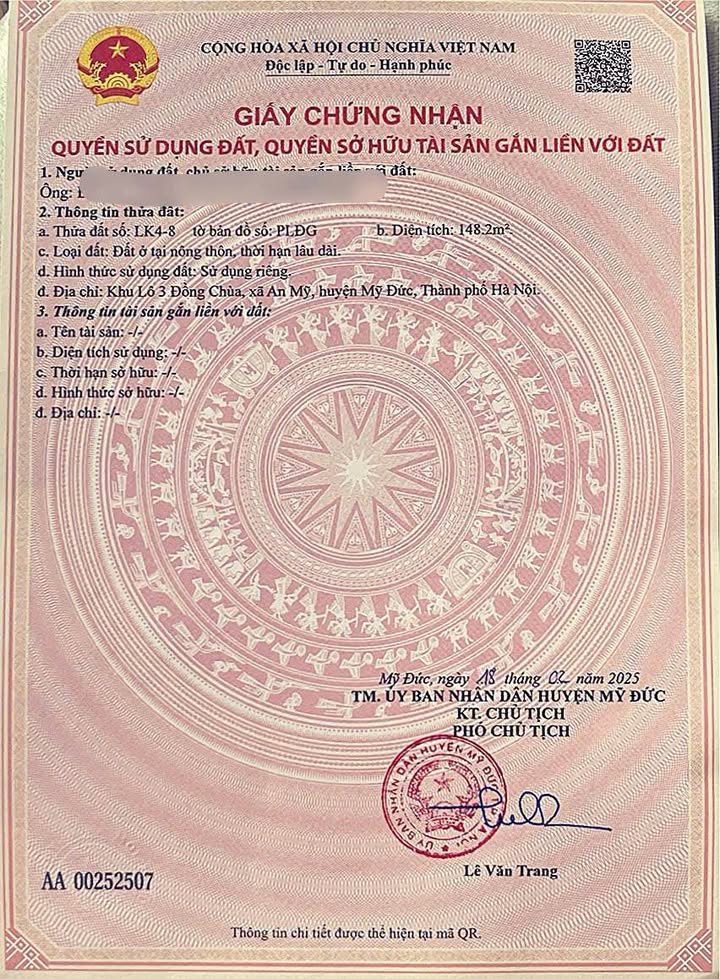 CỘNG HÒA XÃ HỘI CHỦ NGHĨA VIỆT NAM
Độc lập - Tự do - Hạnh phúc
GIẤY CHỨNG NHẬN
QUYỀN SỬ DỤNG ĐẤT, QUYỀN SỞ HỮU TÀI SẢN GẮN LIỀN VỚI ĐẤT
1. Người sử dụng đất, chủ sở hữu tài sản gắn liền với đất:
Ông:
2. Thông tin thửa đất:
a. Thửa đất số: LK4-8 tờ bản đồ số: PLĐG b. Diện tích: 148.2m².
c. Loại đất: Đất ở tại nông thôn, thời hạn lâu dài.
d. Hình thức sử dụng đất: Sử dụng riêng.
đ. Địa chỉ: Khu Lô 3 Đồng Chùa, xã An Mỹ, huyện Mỹ Đức, Thành phố Hà Nội.
3. Thông tin tài sản gắn liền với đất:
a. Tên tài sản: -/-
b. Diện tích sử dụng: -/-
c. Thời hạn sở hữu: -/-
d. Hình thức sở hữu: -/-
đ. Địa chỉ: -/-
Mỹ Đức, ngày 18 tháng 02 năm 2025
TM. ỦY BAN NHÂN DÂN HUYỆN MỸ ĐỨC
KT. CHỦ TỊCH
PHÓ CHỦ TỊCH
ỦY BAN NHÂN DÂN HUYỆN MỸ ĐỨC
Lê Văn Trang
AA 00252507
Thông tin chi tiết được thể hiện tại mã QR.